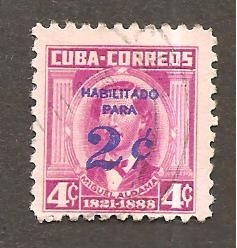 CUBA-CORREOS
HABILITADO
PARA
2¢
MIGUEL ALDAMA
4¢ 1821-1888 4¢